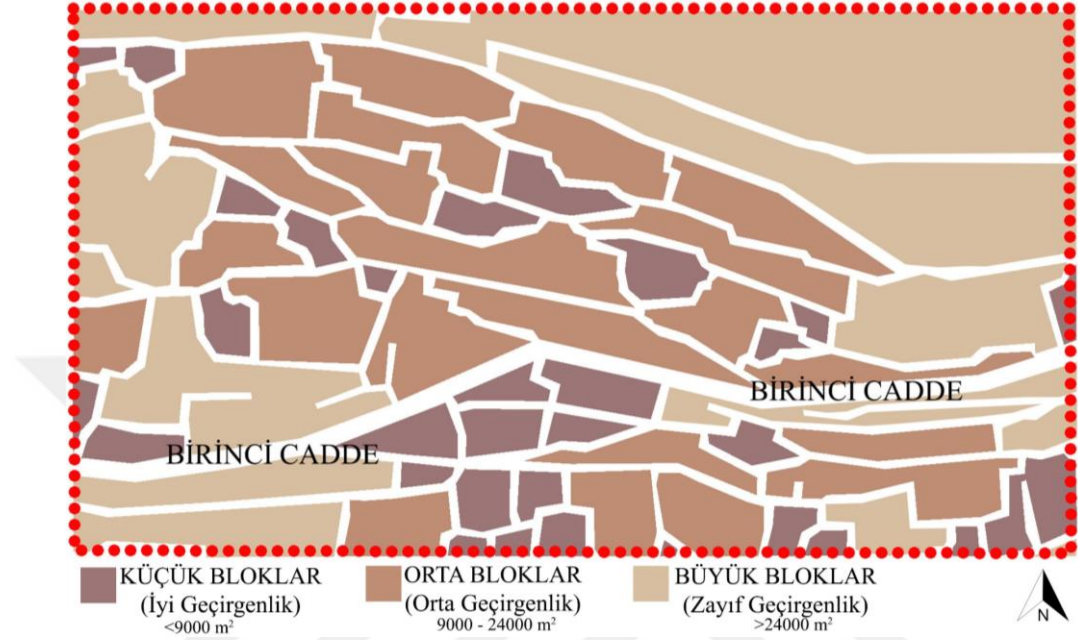 BİRİNCİ CADDE
BİRİNCİ CADDE
KÜÇÜK BLOKLAR
(İyi Geçirgenlik)
<9000 m²
ORTA BLOKLAR
(Orta Geçirgenlik)
9000 - 24000 m²
BÜYÜK BLOKLAR
(Zayıf Geçirgenlik)
>24000 m²
N